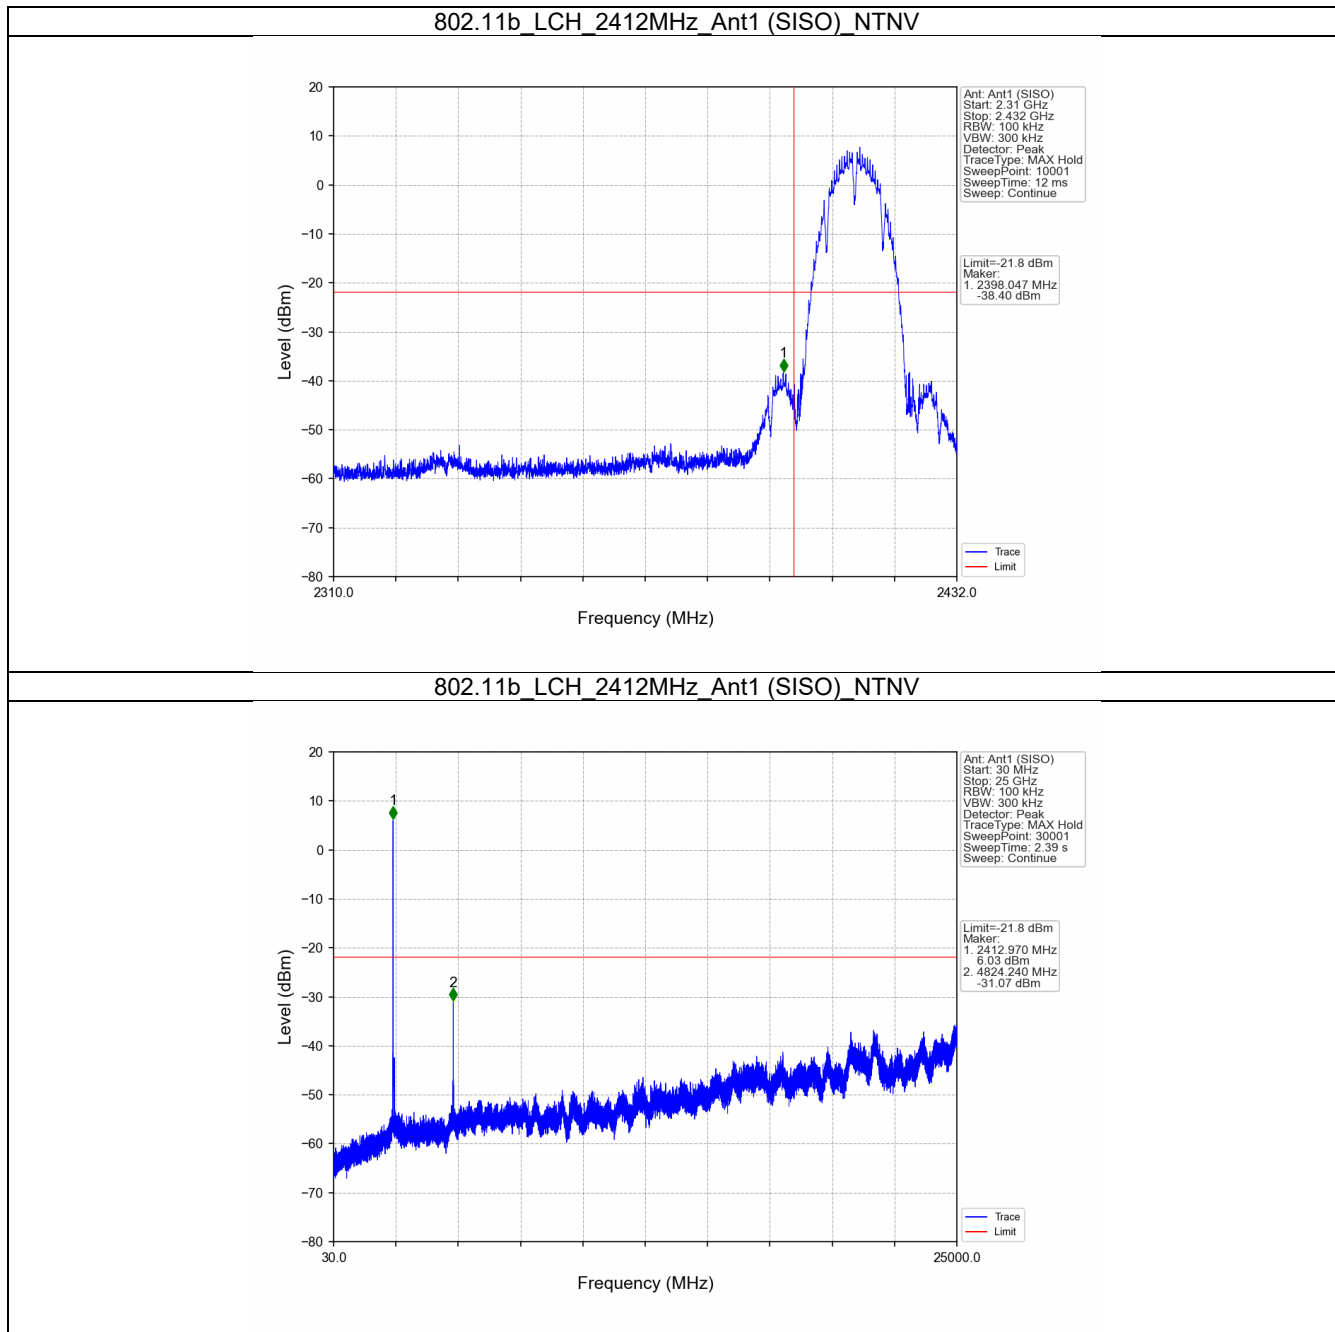 802.11b_LCH_2412MHz_Ant1 (SISO)_NTNV
20
10
0
−10
−20
−30
−40
−50
−60
−70
−80
Level (dBm)
2310.0
2432.0
Frequency (MHz)
1
Ant: Ant1 (SISO)
Start: 2.31 GHz
Stop: 2.432 GHz
RBW: 100 kHz
VBW: 300 kHz
Detector: Peak
TraceType: MAX Hold
SweepPoint: 10001
SweepTime: 12 ms
Sweep: Continue
Limit=-21.8 dBm
Maker:
1. 2398.047 MHz
-38.40 dBm
Trace
Limit
802.11b_LCH_2412MHz_Ant1 (SISO)_NTNV
20
10
0
−10
−20
−30
−40
−50
−60
−70
−80
Level (dBm)
30.0
25000.0
Frequency (MHz)
1
2
Ant: Ant1 (SISO)
Start: 30 MHz
Stop: 25 GHz
RBW: 100 kHz
VBW: 300 kHz
Detector: Peak
TraceType: MAX Hold
SweepPoint: 30001
SweepTime: 2.39 s
Sweep: Continue
Limit=-21.8 dBm
Maker:
1. 2412.970 MHz
6.03 dBm
2. 4824.240 MHz
-31.07 dBm
Trace
Limit